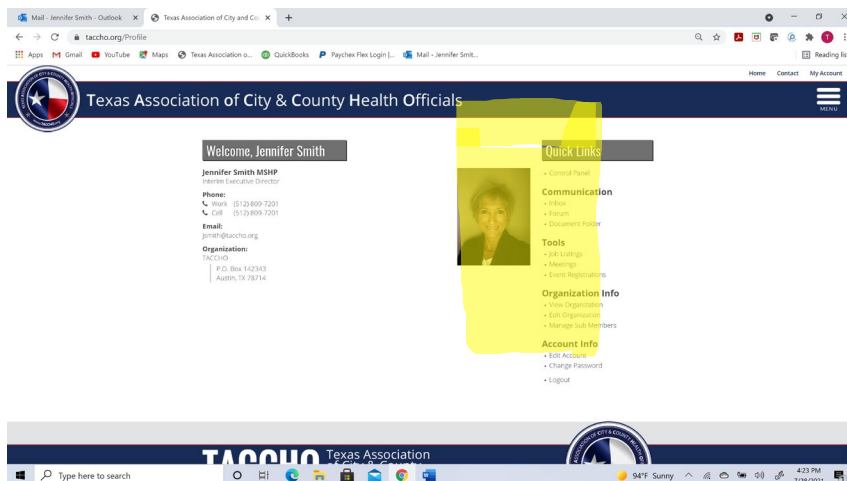 Mail - Jennifer Smith - Outlook
Texas Association of City and Co
taccho.org/Profile
Apps
Gmail
YouTube
Maps
Texas Association o...
QuickBooks
Paychex Flex Login |...
Mail - Jennifer Smit...
Reading lis
Home Contact My Account
Texas Association of City & County Health Officials
MENU
Welcome, Jennifer Smith
Jennifer Smith MSHP
Interim Executive Director
Phone:
Work (512) 809-7201
Cell (512) 809-7201
Email:
jsmith@taccho.org
Organization:
TACCHO
P.O. Box 142343
Austin, TX 78714
Quick Links
• Control Panel
Communication
• Inbox
• Forum
• Document Folder
Tools
• Job Listings
• Meetings
• Event Registrations
Organization Info
• View Organization
• Edit Organization
• Manage Sub Members
Account Info
• Edit Account
• Change Password
• Logout
TACCHO
Texas Association
of City & County
Type here to search
94°F Sunny
4:23 PM